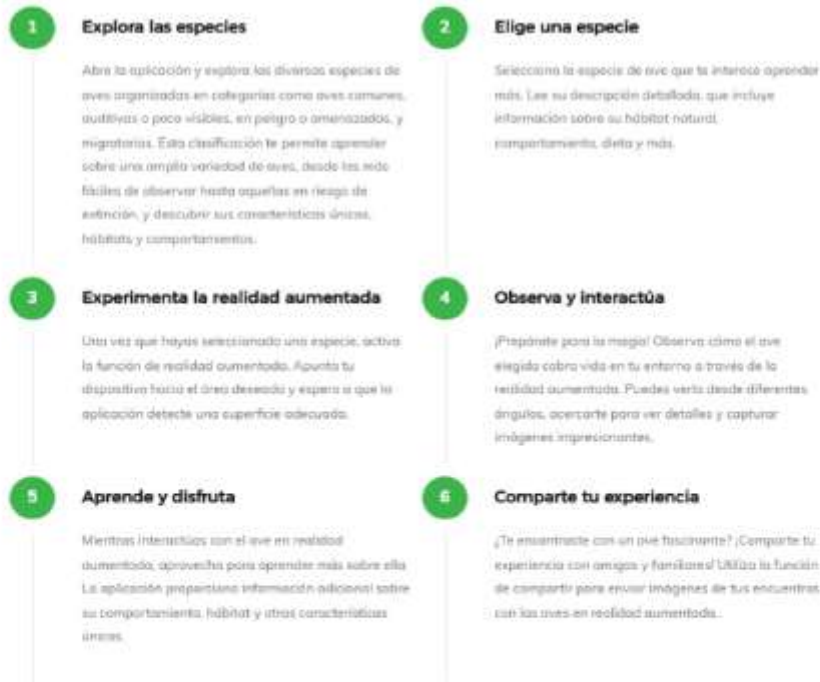 1
Explora las especies
Abre la aplicación y explora las diversas especies de
aves organizadas en categorías como aves comunes,
auditivas o poco visibles, en peligro o amenazadas, y
migratorias. Esta clasificación te permite aprender
sobre una amplia variedad de aves, desde las más
fáciles de observar hasta aquellas en riesgo de
extinción, y descubrir sus características únicas,
hábitats y comportamientos.
2
Elige una especie
Selecciona la especie de ave que te interese aprender
más. Lee su descripción detallada, que incluye
información sobre su hábitat natural,
comportamiento, dieta y más.
3
Experimenta la realidad aumentada
Una vez que hayas seleccionado una especie, activa
la función de realidad aumentada. Apunta tu
dispositivo hacia el área deseada y espera a que la
aplicación detecte una superficie adecuada.
4
Observa y interactúa
¡Prepárate para la magia! Observa cómo el ave
elegida cobra vida en tu entorno a través de la
realidad aumentada. Puedes verla desde diferentes
ángulos, acercarte para ver detalles y capturar
imágenes impresionantes.
5
Aprende y disfruta
Mientras interactúas con el ave en realidad
aumentada, aprovecha para aprender más sobre ella
La aplicación proporciona información adicional sobre
su comportamiento, hábitat y otras características
únicas.
6
Comparte tu experiencia
¿Te encontraste con un ave fascinante? ¡Comparte tu
experiencia con amigos y familiares! Utiliza la función
de compartir para enviar imágenes de tus encuentros
con las aves en realidad aumentada..